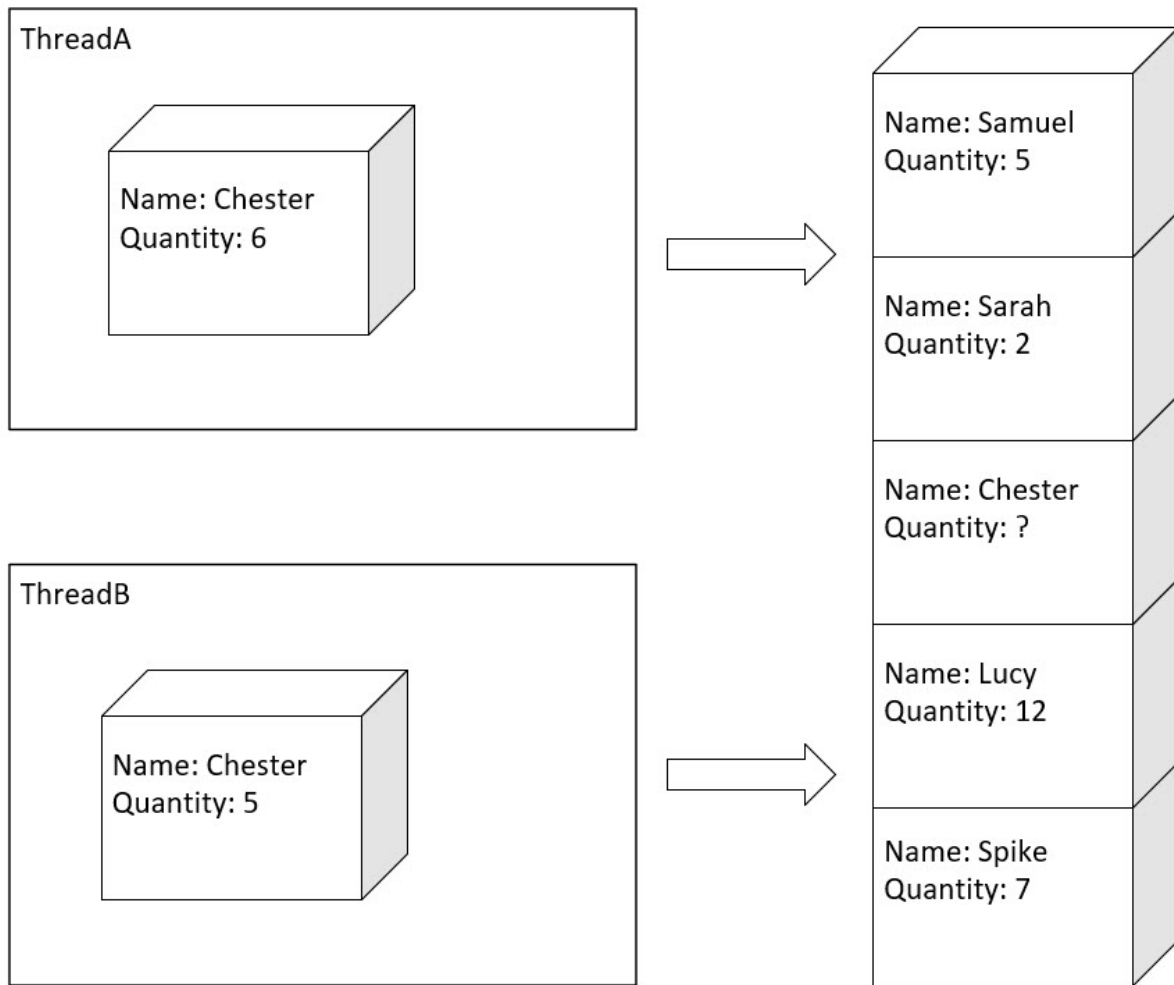 ThreadA
Name: Chester
Quantity: 6
ThreadB
Name: Chester
Quantity: 5
Name: Samuel
Quantity: 5
Name: Sarah
Quantity: 2
Name: Chester
Quantity: ?
Name: Lucy
Quantity: 12
Name: Spike
Quantity: 7